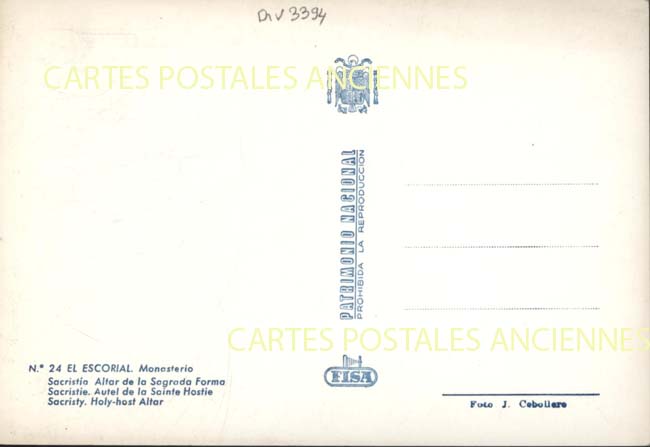 Div 3394
CARTES POSTALES ANCIENNES
PATRIMONIO NACIONAL
PROHIBIDA LA REPRODUCCION
CARTES POSTALES ANCIENNES
N.º 24 EL ESCORIAL. Monasterio
Sacristia Altar de la Sagrada Forma
Sacristie. Autel de la Sainte Hostie
Sacristy. Holy-host Altar
FISA
Foto J. Cebollero